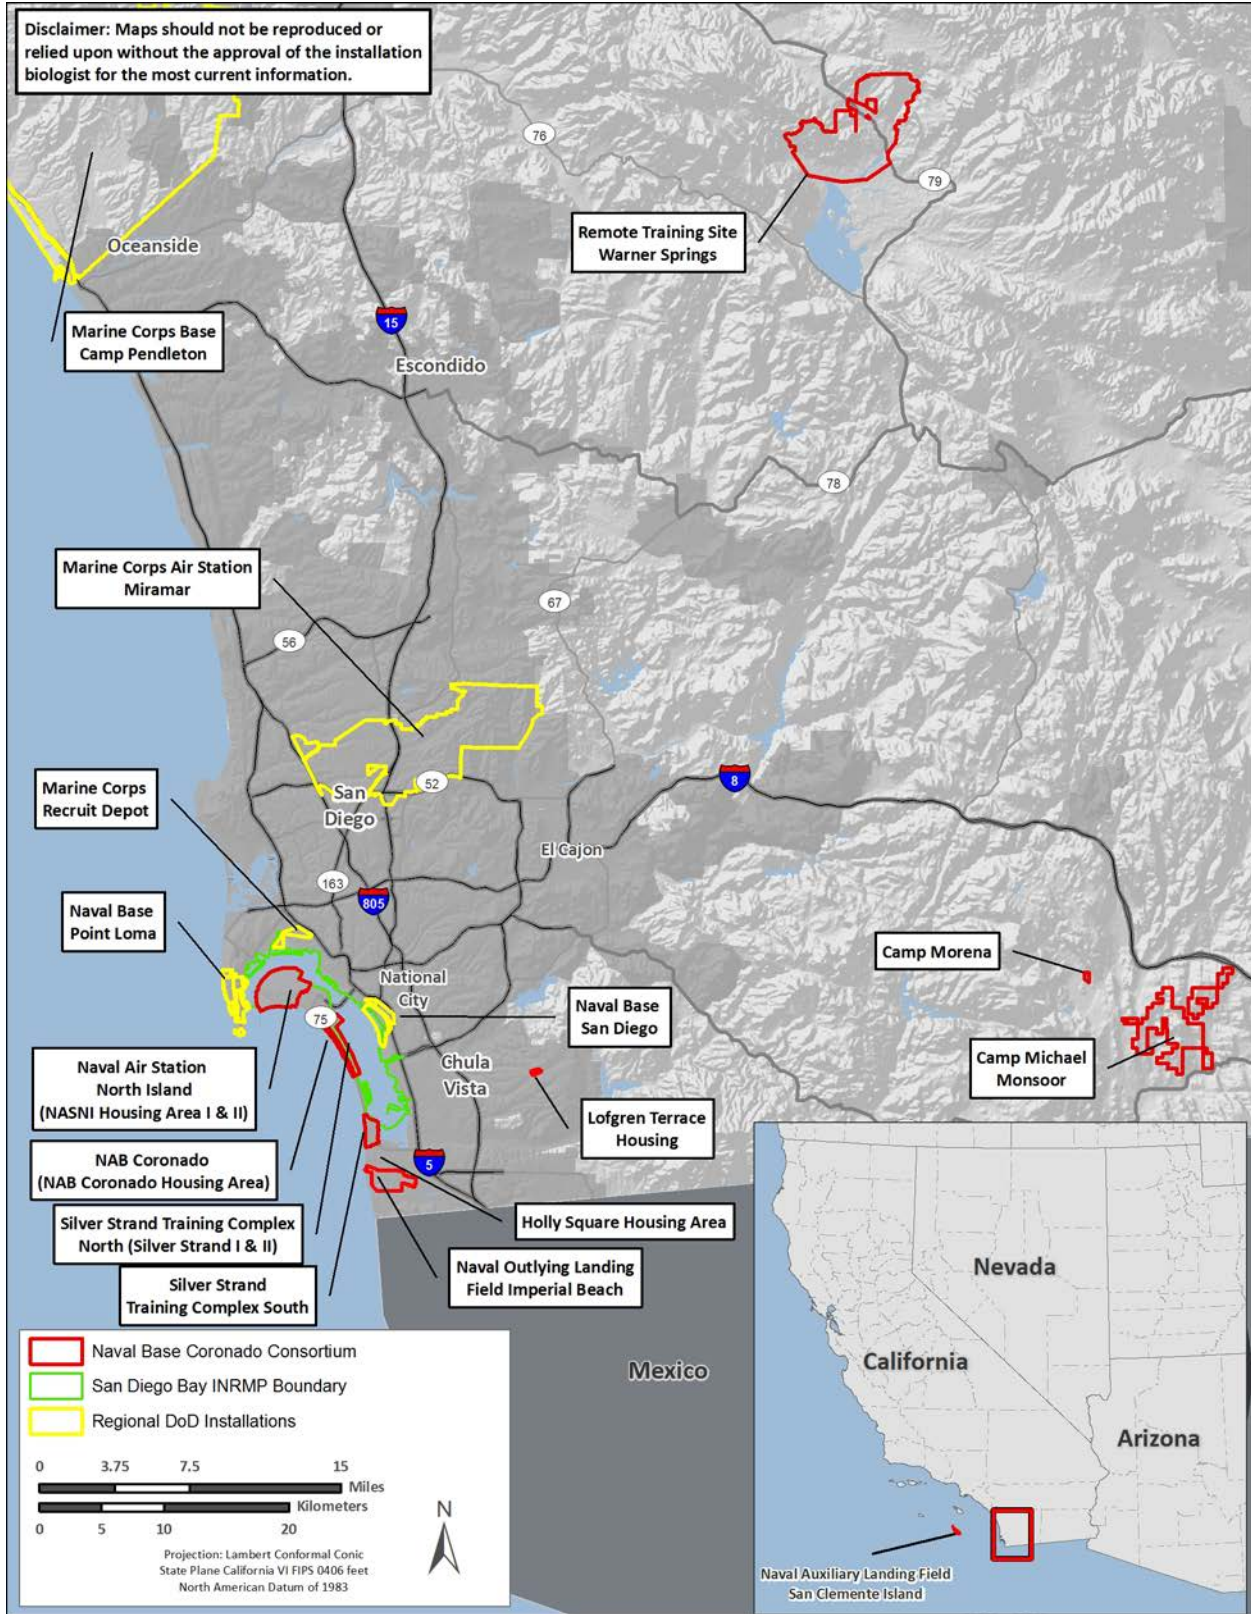 Disclaimer: Maps should not be reproduced or
relied upon without the approval of the installation
biologist for the most current information.
76
79
Remote Training Site
Warner Springs
Oceanside
Marine Corps Base
Camp Pendleton
15
Escondido
78
Marine Corps Air Station
Miramar
67
56
Marine Corps
Recruit Depot
52
San
Diego
8
El Cajon
163
805
Naval Base
Point Loma
Camp Morena
National
City
75
Naval Base
San Diego
Camp Michael
Monsoor
Naval Air Station
North Island
(NASNI Housing Area I & II)
Chula
Vista
Lofgren Terrace
Housing
NAB Coronado
(NAB Coronado Housing Area)
5
Silver Strand Training Complex
North (Silver Strand I & II)
Holly Square Housing Area
Silver Strand
Training Complex South
Naval Outlying Landing
Field Imperial Beach
Mexico
Naval Base Coronado Consortium
San Diego Bay INRMP Boundary
Regional DoD Installations
0 3.75 7.5 15
Miles
Kilometers
0 5 10 20
N
Projection: Lambert Conformal Conic
State Plane California VI FIPS 0406 feet
North American Datum of 1983
Nevada
California
Arizona
Naval Auxiliary Landing Field
San Clemente Island